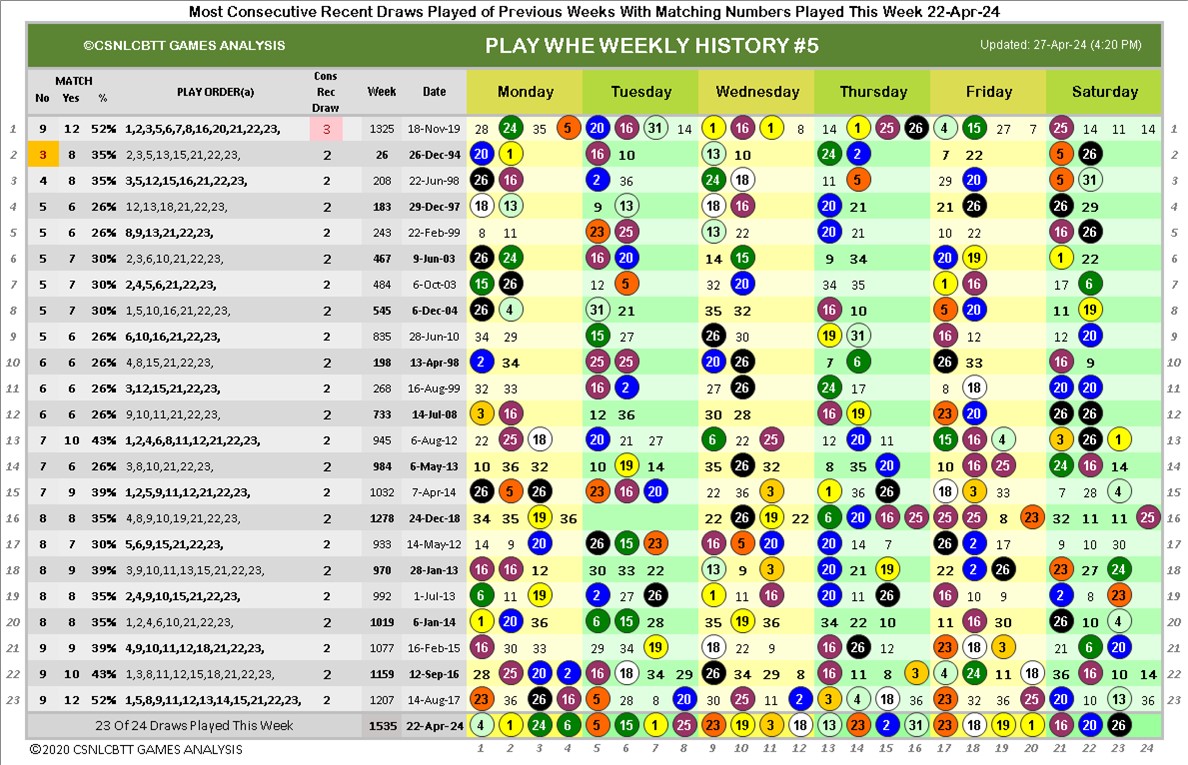 Most Consecutive Recent Draws Played of Previous Weeks With Matching Numbers Played This Week 22-Apr-24
©CSNLCBTT GAMES ANALYSIS PLAY WHE WEEKLY HISTORY #5 Updated: 27-Apr-24 (4:20 PM)
No MATCH Yes % PLAY ORDER(a) Cons Rec Draw Week Date Monday Tuesday Wednesday Thursday Friday Saturday
1 9 12 52% 1,2,3,5,6,7,8,16,20,21,22,23, 3 1325 18-Nov-19 28 24 35 5 20 16 31 14 1 16 1 8 14 1 25 16 4 15 27 7 25 14 11 14 1
2 3 8 35% 2,3,5,13,15,21,22,23, 2 26 26-Dec-94 20 1 16 10 13 10 24 2 7 22 5 26 2
3 4 8 35% 3,5,12,15,16,21,22,23, 2 208 22-Jun-98 26 16 2 36 24 18 11 5 29 20 5 31 3
4 5 6 26% 12,13,18,21,22,23, 2 183 29-Dec-97 18 13 9 13 18 16 20 21 21 26 26 29 4
5 5 6 26% 8,9,13,21,22,23, 2 243 22-Feb-99 8 11 23 25 13 22 20 21 10 22 16 26 5
6 5 7 30% 2,3,6,10,21,22,23, 2 467 9-Jun-03 26 24 16 20 14 15 9 34 20 19 1 22 6
7 7 30% 2,4,5,6,21,22,23, 2 484 6-Oct-03 15 26 12 5 32 20 34 35 1 16 17 6 7
8 5 7 30% 1,5,10,16,21,22,23, 2 545 6-Dec-04 26 4 31 21 35 32 16 10 5 20 11 19 8
9 5 6 26% 6,10,16,21,22,23, 2 835 28-Jun-10 34 29 15 27 26 30 19 31 16 12 12 20 9
10 6 6 26% 4,8,15,21,22,23, 2 198 13-Apr-98 2 34 25 25 20 26 7 6 26 33 16 9 10
11 6 6 26% 3,12,15,21,22,23, 2 268 16-Aug-99 32 33 16 2 27 26 24 17 8 18 20 20 11
12 6 6 26% 9,10,11,21,22,23, 2 733 14-Jul-08 3 16 12 36 30 28 16 19 23 20 26 26 12
13 7 10 43% 1,2,4,6,8,11,12,21,22,23, 2 945 6-Aug-12 22 25 18 20 21 27 6 22 25 12 20 11 15 16 4 3 26 1 13
14 6 26% 3,8,10,21,22,23, 2 984 6-May-13 10 36 32 10 19 14 35 26 32 8 35 20 10 16 25 24 16 14 14
15 7 9 39% 1,2,5,9,11,12,21,22,23, 2 1032 7-Apr-14 26 5 26 23 16 20 22 36 3 1 36 26 18 3 33 7 28 4 15
16 8 8 35% 6,8,9,10,19,21,22,23, 2 1278 24-Dec-18 34 35 19 36 22 26 19 22 6 20 16 25 25 25 8 23 32 11 11 25 16
17 7 30% 5,6,9,15,21,22,23, 2 933 14-May-12 14 9 20 26 15 23 16 5 20 20 14 7 26 2 17 9 10 30 17
18 8 9 39% 3,9,10,11,13,15,21,22,23, 2 970 28-Jan-13 16 16 12 30 33 22 13 9 3 20 21 19 22 2 26 23 27 24 18
19 8 8 35% 2,4,9,10,15,21,22,23, 2 992 1-Jul-13 6 11 19 2 27 26 1 11 16 20 11 26 16 10 9 2 8 23 19
20 8 8 35% 1,2,4,6,10,21,22,23, 2 1019 6-Jan-14 1 20 36 6 15 28 35 19 36 34 22 10 11 16 30 26 10 4 20
21 9 9 39% 4,9,10,11,12,18,21,22,23, 2 1077 16-Feb-15 16 30 33 29 34 19 18 22 9 16 26 12 23 18 3 21 6 20 21
22 9 10 43% 1,3,8,11,12,15,18,21,22,23, 2 1159 12-Sep-16 28 25 20 2 16 18 34 29 26 34 29 8 16 11 8 3 4 24 11 18 36 16 10 14 22
23 9 12 52% 1,5,8,9,11,12,13,14,15,21,22,23, 2 1207 14-Aug-17 23 36 26 16 5 28 8 20 30 25 11 2 3 4 18 36 23 32 36 25 20 10 13 36 23
23 Of 24 Draws Played This Week 1535 22-Apr-24 4 1 24 6 5 15 1 25 23 19 3 18 13 23 2 31 23 18 19 1 16 20 26
©2020 CSNLCBTT GAMES ANALYSIS 1 2 3 4 5 6 7 8 9 10 11 12 13 14 15 16 17 18 19 20 21 22 23 24